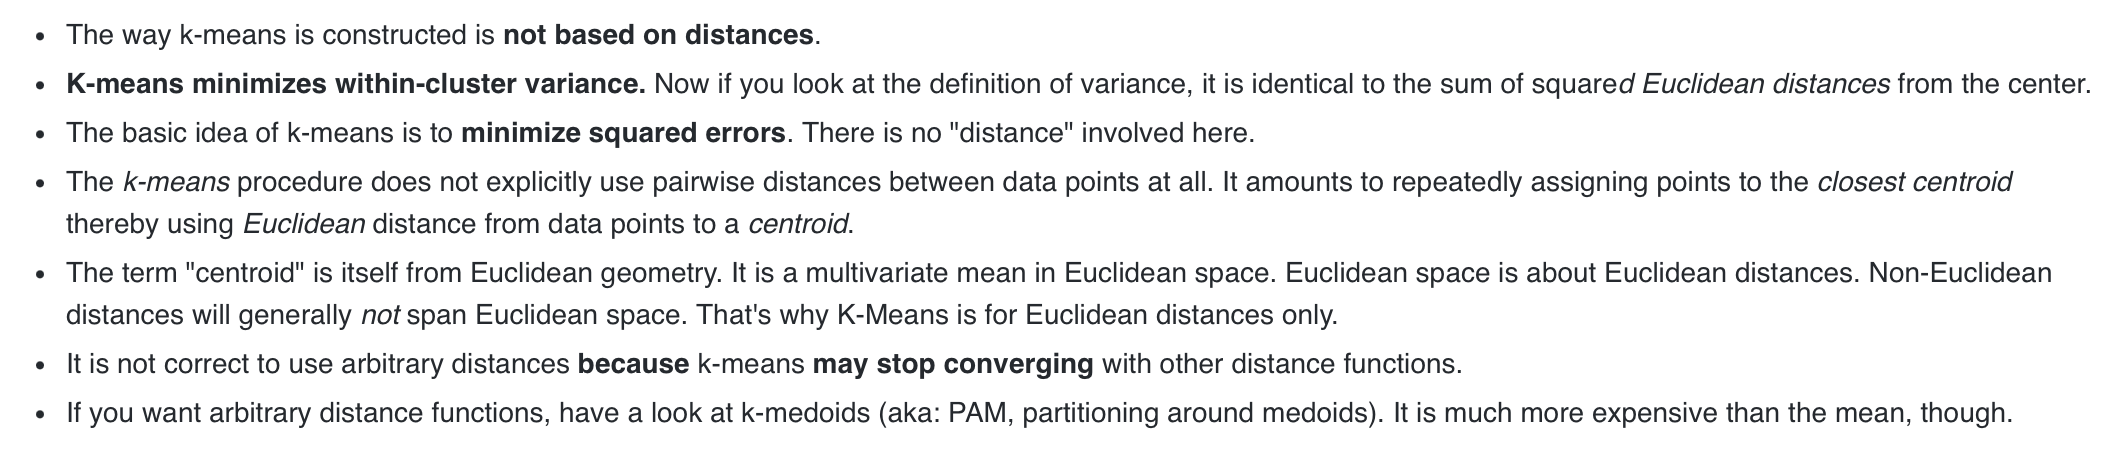 • The way k-means is constructed is not based on distances.
• K-means minimizes within-cluster variance. Now if you look at the definition of variance, it is identical to the sum of squared Euclidean distances from the center.
• The basic idea of k-means is to minimize squared errors. There is no "distance" involved here.
• The k-means procedure does not explicitly use pairwise distances between data points at all. It amounts to repeatedly assigning points to the closest centroid
thereby using Euclidean distance from data points to a centroid.
• The term "centroid" is itself from Euclidean geometry. It is a multivariate mean in Euclidean space. Euclidean space is about Euclidean distances. Non-Euclidean
distances will generally not span Euclidean space. That's why K-Means is for Euclidean distances only.
• It is not correct to use arbitrary distances because k-means may stop converging with other distance functions.
• If you want arbitrary distance functions, have a look at k-medoids (aka: PAM, partitioning around medoids). It is much more expensive than the mean, though.